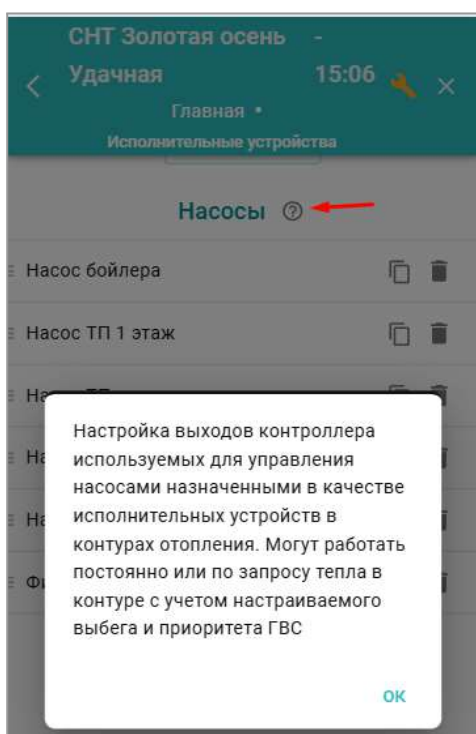 СНТ Золотая осень -
Удачная 15:06
Главная •
Исполнительные устройства
Насосы ?
Насос бойлера
Насос ТП 1 этаж
Настройка выходов контроллера
используемых для управления
насосами назначенными в качестве
исполнительных устройств в
контурах отопления. Могут работать
постоянно или по запросу тепла в
контуре с учетом настраиваемого
выбега и приоритета ГВС
ОК